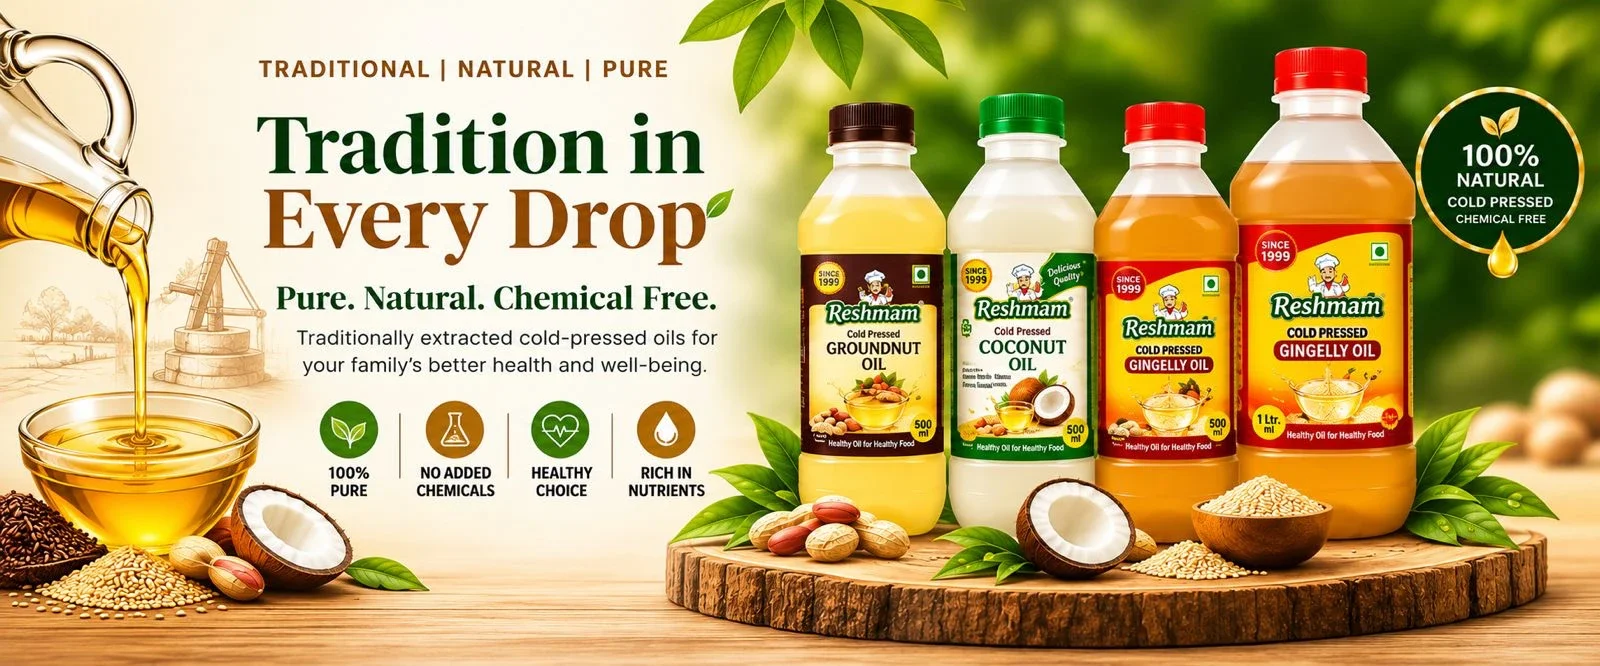 TRADITIONAL | NATURAL | PURE
Tradition in
Every Drop
Pure. Natural. Chemical Free.
Traditionally extracted cold-pressed oils for
your family's better health and well-being.
100%
PURE
NO ADDED
CHEMICALS
HEALTHY
CHOICE
RICH IN
NUTRIENTS
SINCE
1999
Reshmam
Cold Pressed
GROUNDNUT
OIL
500
ml
Healthy Oil for Healthy Food
SINCE
1999
Delicious
Quality
Reshmam
Cold Pressed
COCONUT
OIL
500
ml
Healthy Oil for Healthy Food
SINCE
1999
Reshmam
COLD PRESSED
GINGELLY OIL
500
ml
Healthy Oil for Healthy Food
SINCE
1999
Reshmam
COLD PRESSED
GINGELLY OIL
1 Ltr.
ml
Healthy Oil for Healthy Food
100%
NATURAL
COLD PRESSED
CHEMICAL FREE